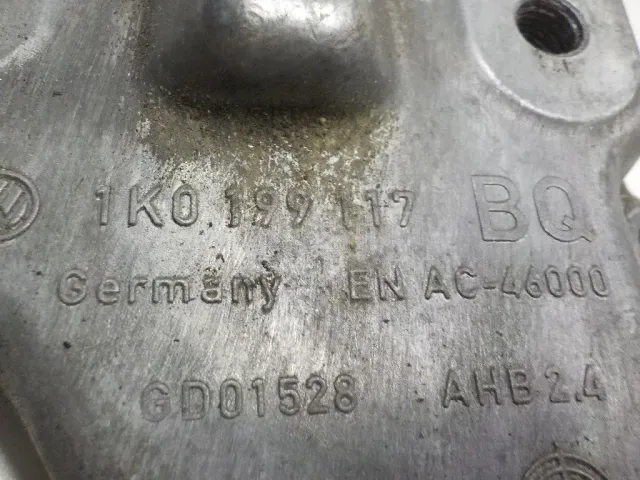 1K0 199 117 BQ
Germany EN AC-46000
GD01528 AHB 2.4